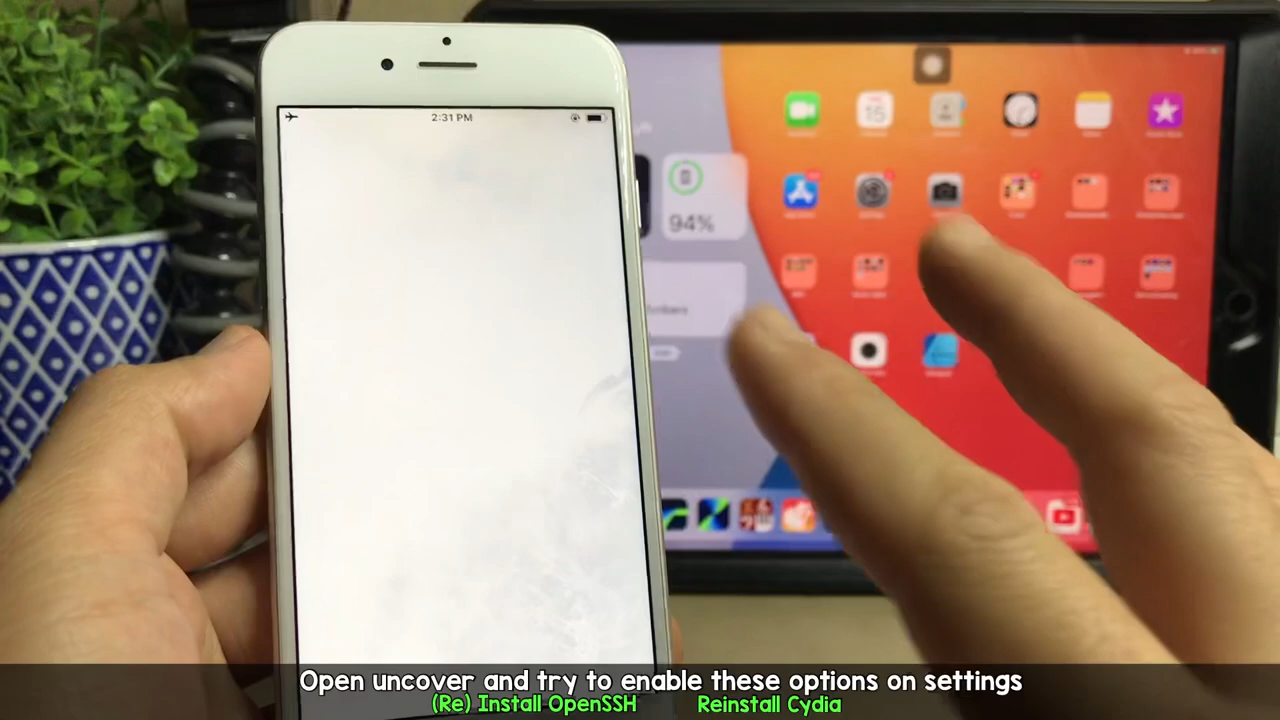 2:31 PM
15
94%
Open uncover and try to enable these options on settings
(Re) Install OpenSSH Reinstall Cydia